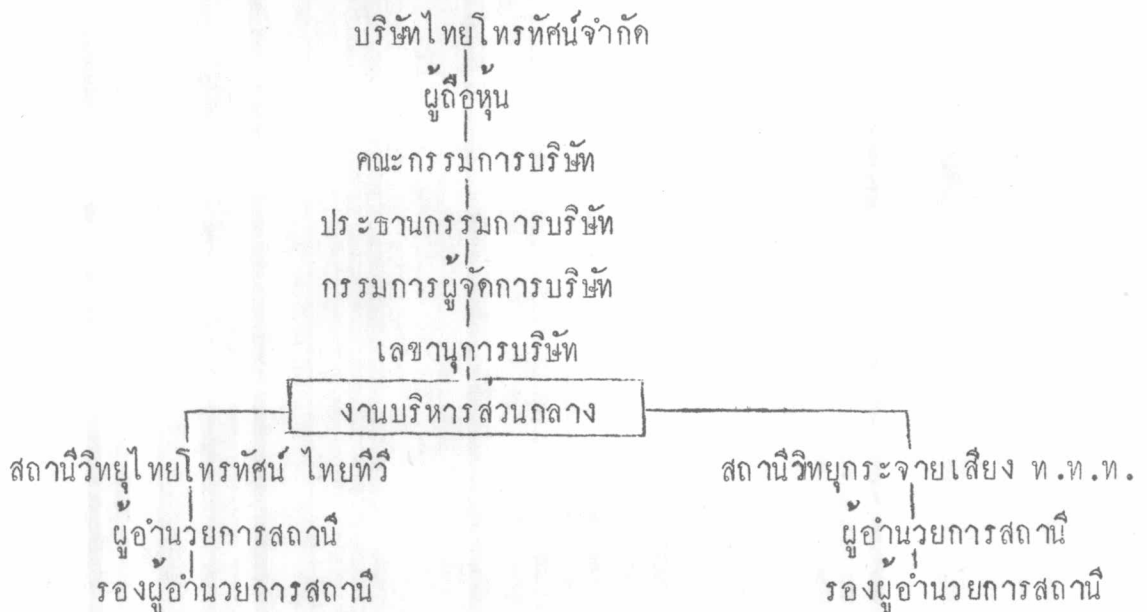 บริษัทไทยโทรทัศน์จำกัด
ผู้ถือหุ้น
คณะกรรมการบริษัท
ประธานกรรมการบริษัท
กรรมการผู้จัดการบริษัท
เลขานุการบริษัท
งานบริหารส่วนกลาง
สถานีวิทยุไทยโทรทัศน์ ไทยทีวี
ผู้อำนวยการสถานี
รองผู้อำนวยการสถานี
สถานีวิทยุกระจายเสียง ท.ท.ท.
ผู้อำนวยการสถานี
รองผู้อำนวยการสถานี